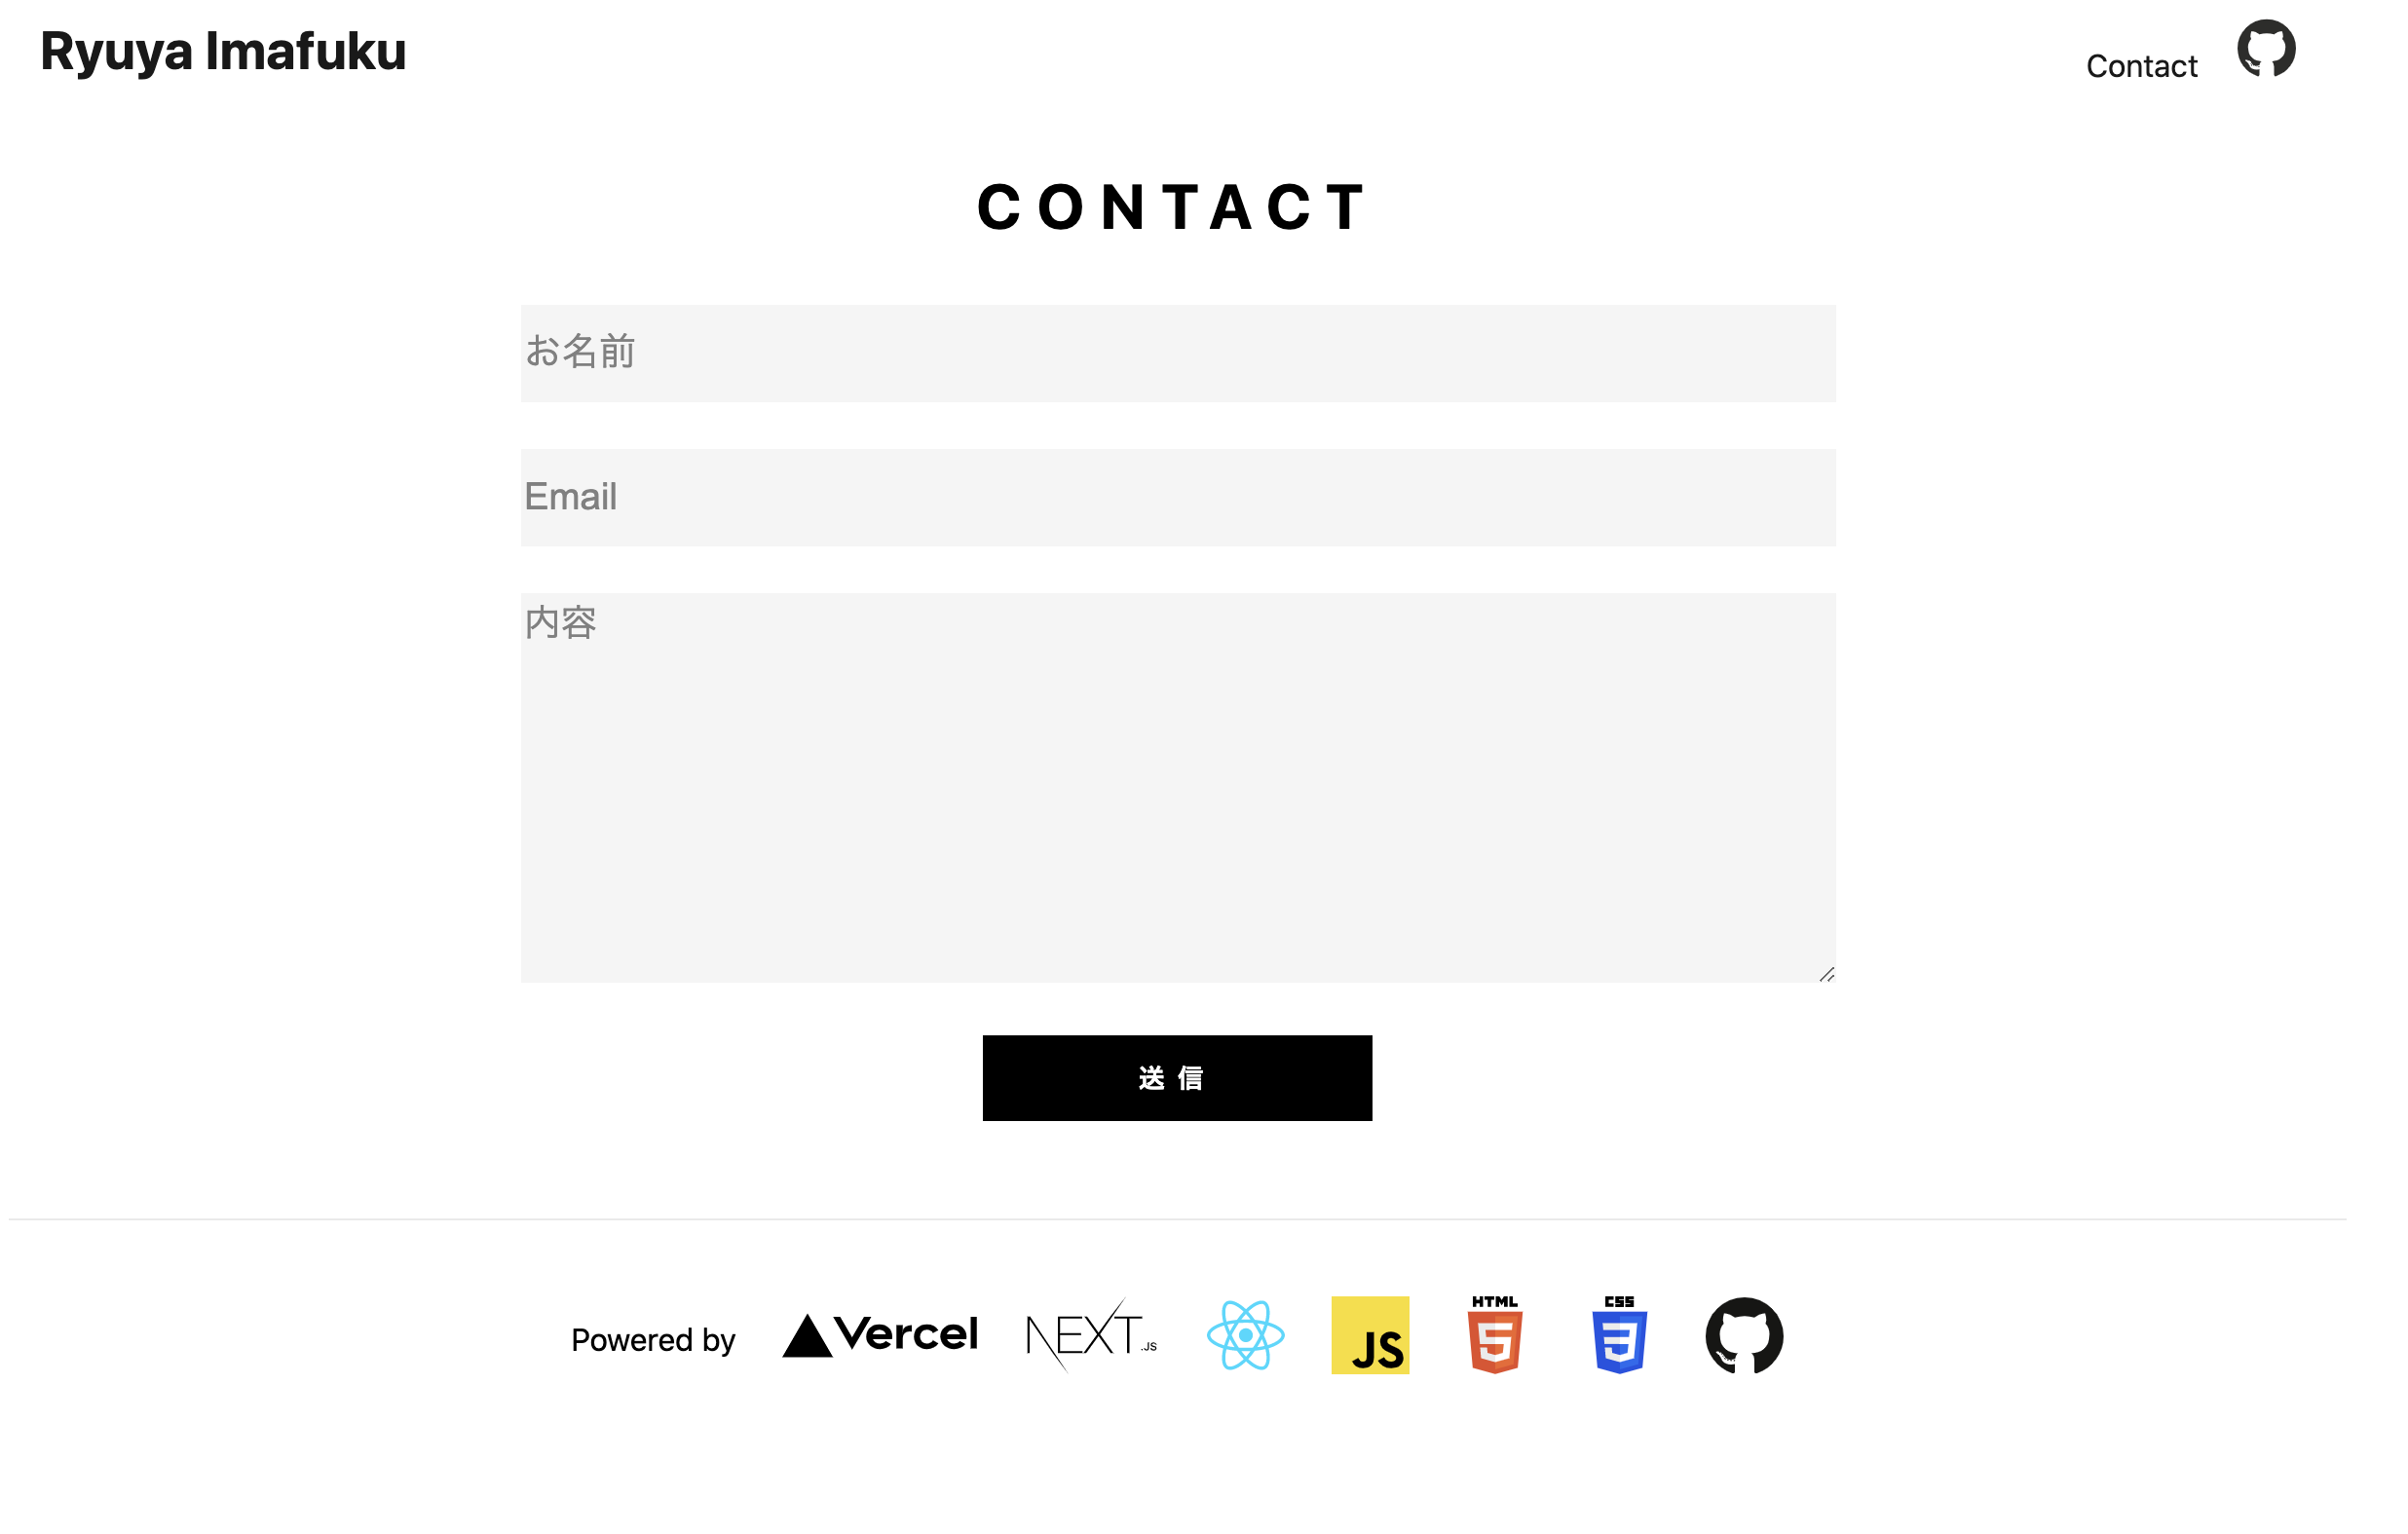 Ryuya Imafuku
Contact
CONTACT
お名前
Email
内容
送信
Powered by
Vercel
NEXT.JS
JS
HTML
5
CSS
3